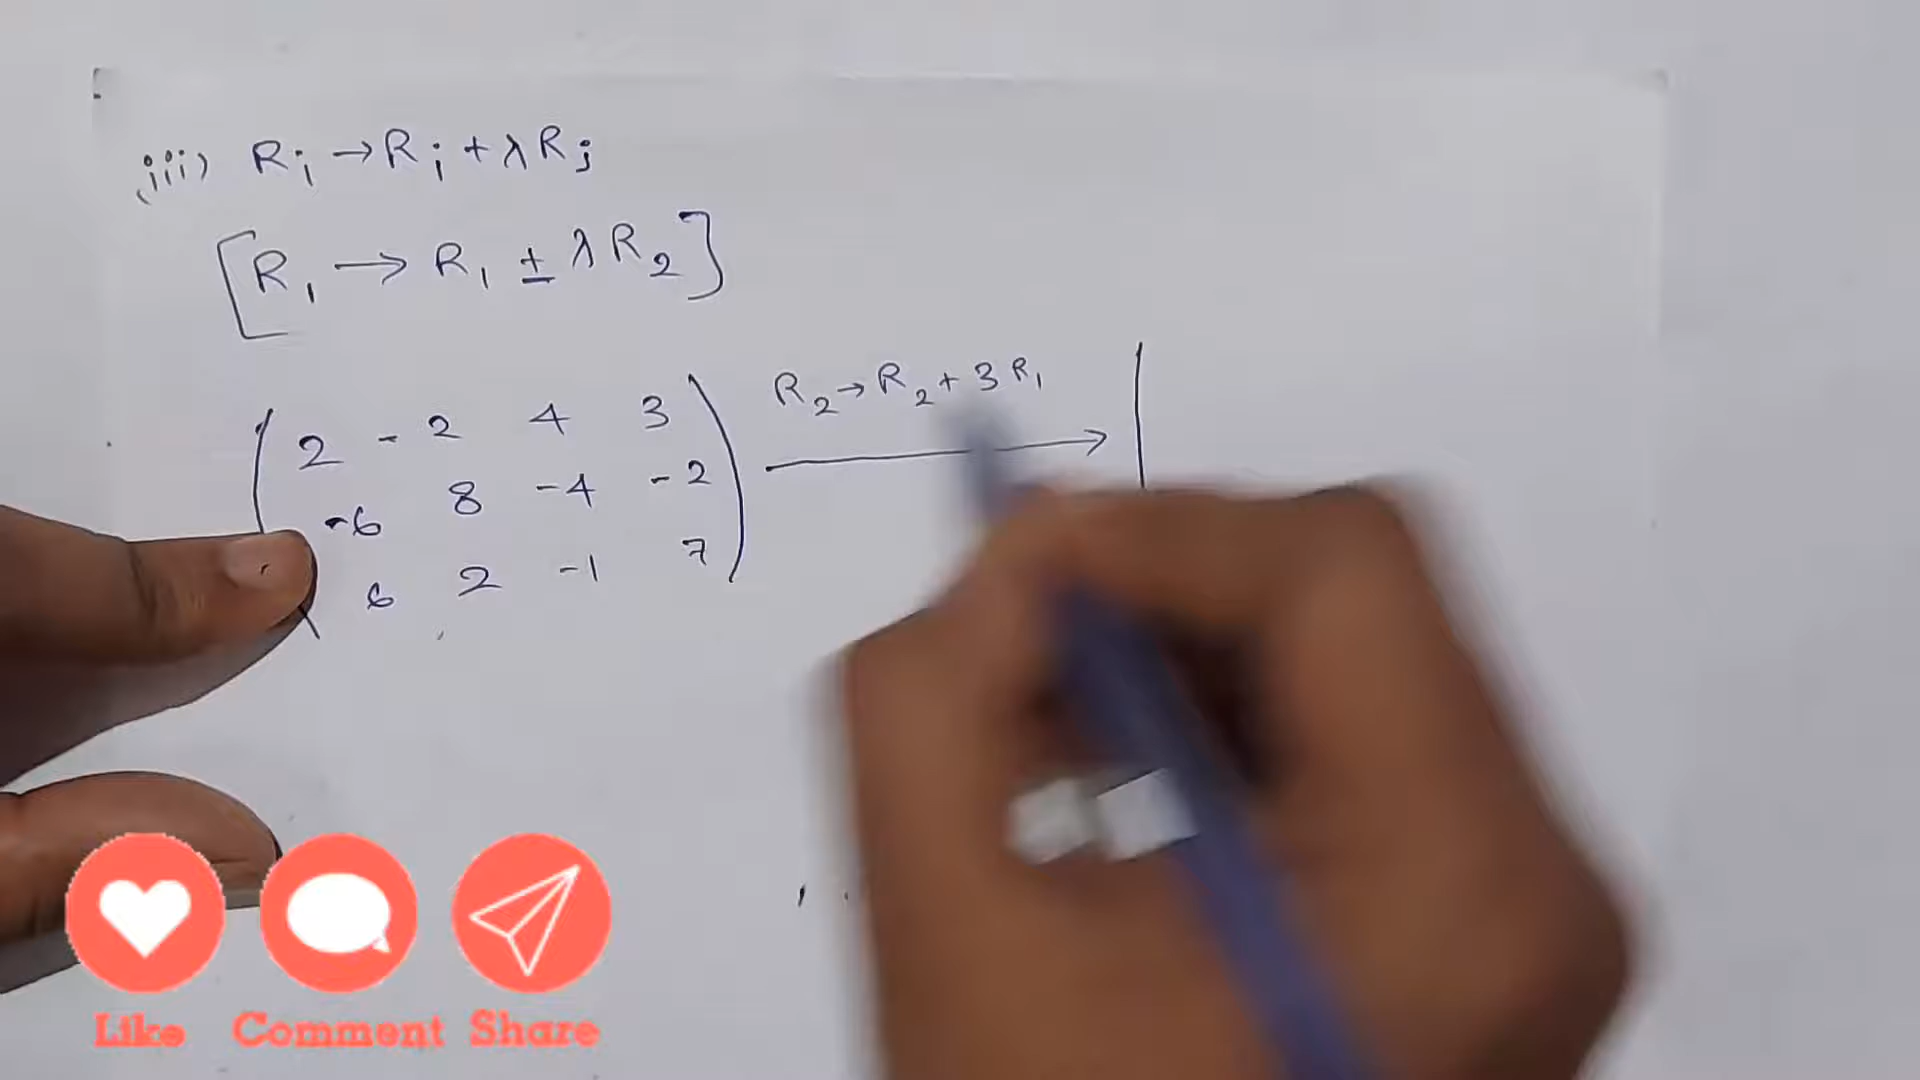 (iii) Ri → Ri + λRj
[R1 → R1 ± λR2]
2 -2 4 3 R2 → R2 + 3R1
-6 8 -4 -2
6 2 -1 7
Like Comment Share